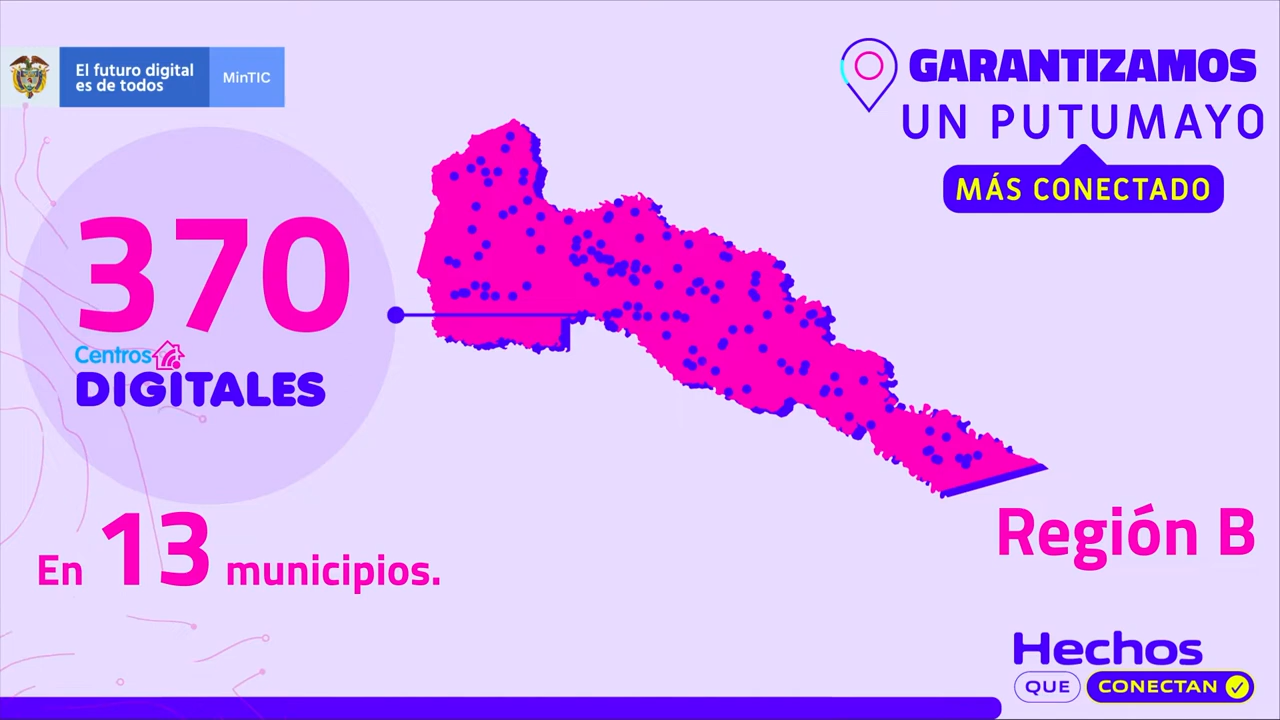 El futuro digital
es de todos
MinTIC
GARANTIZAMOS
UN PUTUMAYO
MÁS CONECTADO
370
Centros
DIGITALES
En 13 municipios.
Región B
Hechos
QUE CONECTAN